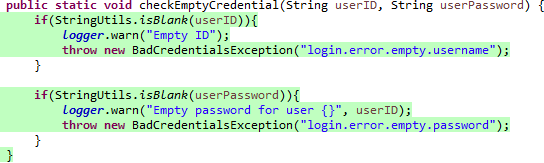 public static void checkEmptyCredential(String userID, String userPassword) {
if(StringUtils.isBlank(userID)){
logger.warn("Empty ID");
throw new BadCredentialsException("login.error.empty.username");
}
if(StringUtils.isBlank(userPassword)){
logger.warn("Empty password for user {}", userID);
throw new BadCredentialsException("login.error.empty.password");
}
}